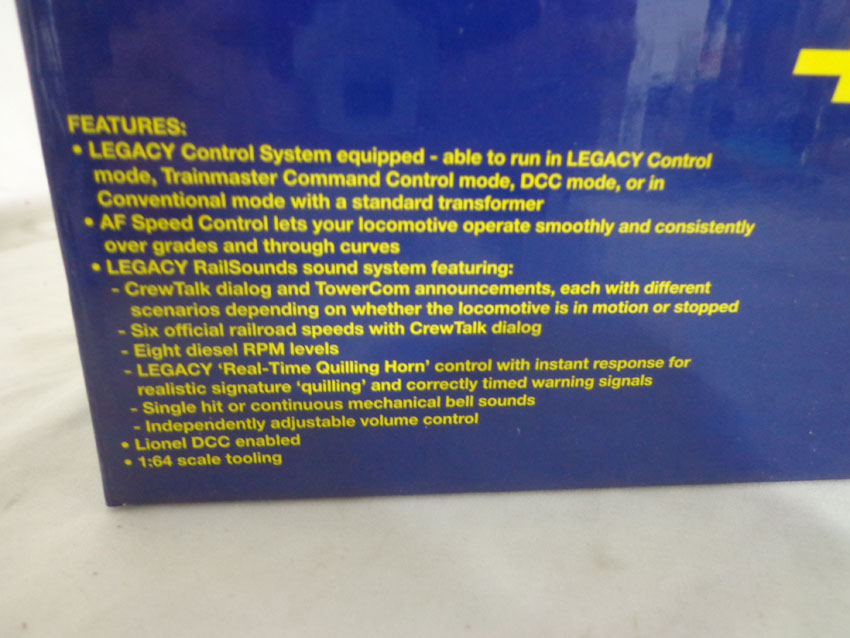 FEATURES:
• LEGACY Control System equipped - able to run in LEGACY Control
mode, Trainmaster Command Control mode, DCC mode, or in
Conventional mode with a standard transformer
• AF Speed Control lets your locomotive operate smoothly and consistently
over grades and through curves
• LEGACY RailSounds sound system featuring:
- CrewTalk dialog and TowerCom announcements, each with different
scenarios depending on whether the locomotive is in motion or stopped
- Six official railroad speeds with CrewTalk dialog
- Eight diesel RPM levels
- LEGACY ‘Real-Time Quilling Horn’ control with instant response for
realistic signature ‘quilling’ and correctly timed warning signals
- Single hit or continuous mechanical bell sounds
- Independently adjustable volume control
• Lionel DCC enabled
• 1:64 scale tooling